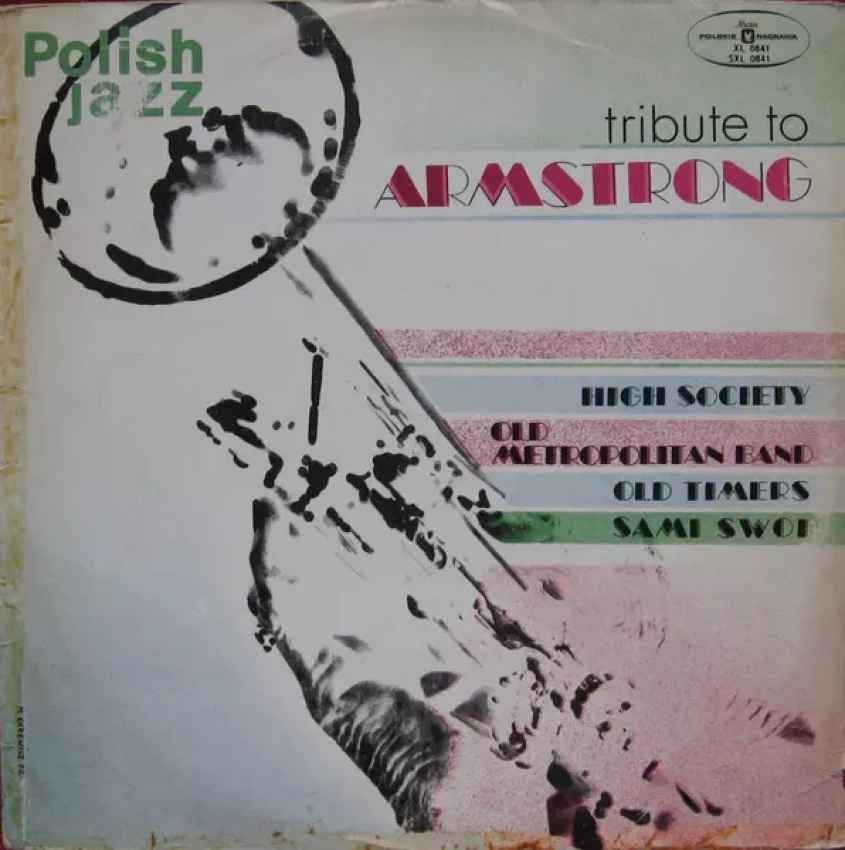 Polish
jazz
Muza
POLSKIE NAGRANIA
XL 0841
SXL 0841
tribute to
ARMSTRONG
HIGH SOCIETY
OLD
METROPOLITAN BAND
OLD TIMERS
SAMI SWOI